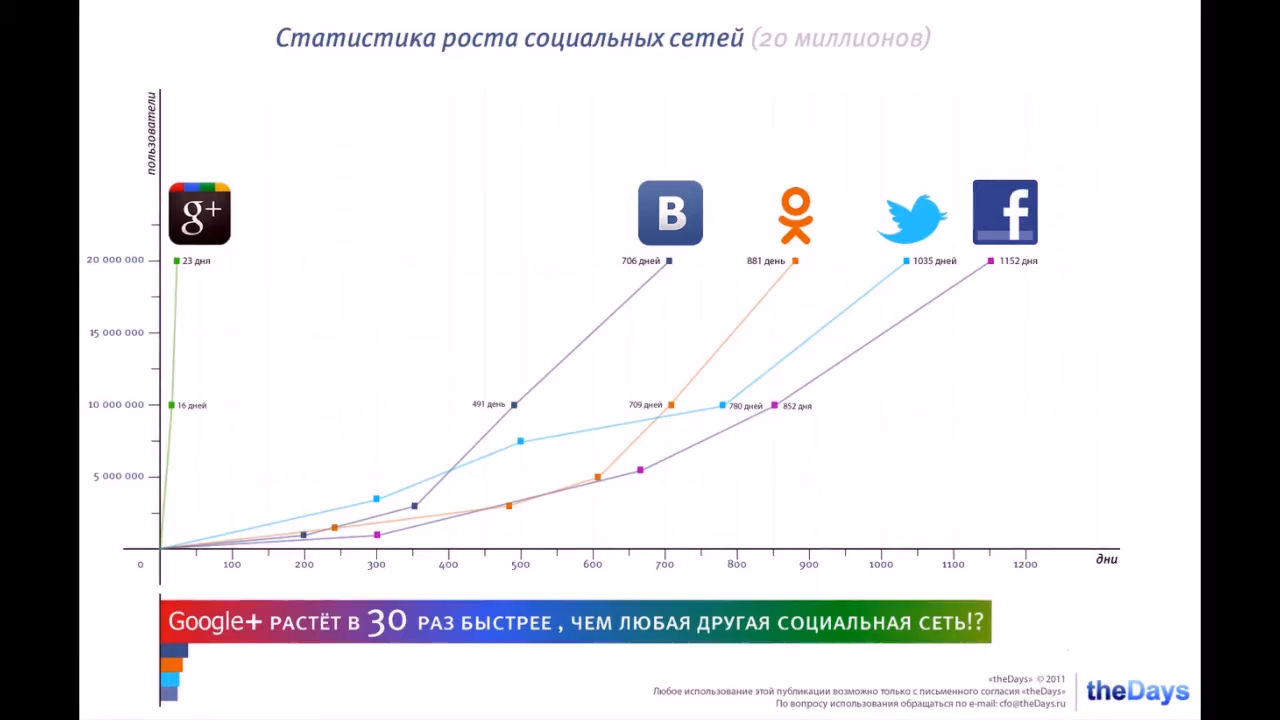 Статистика роста социальных сетей (20 миллионов)
пользователи
g+
B
f
20 000 000
23 дня
706 дней
881 день
1035 дней
1152 дня
15 000 000
10 000 000
16 дней
491 день
709 дней
780 дней
852 дня
5 000 000
0
100
200
300
400
500
600
700
800
900
1000
1100
1200
дни
Google+ РАСТЁТ В 30 РАЗ БЫСТРЕЕ , ЧЕМ ЛЮБАЯ ДРУГАЯ СОЦИАЛЬНАЯ СЕТЬ!?
«theDays» © 2011
Любое использование этой публикации возможно только с письменного согласия «theDays»
По вопросу использования обращаться по e-mail: cfo@theDays.ru
theDays